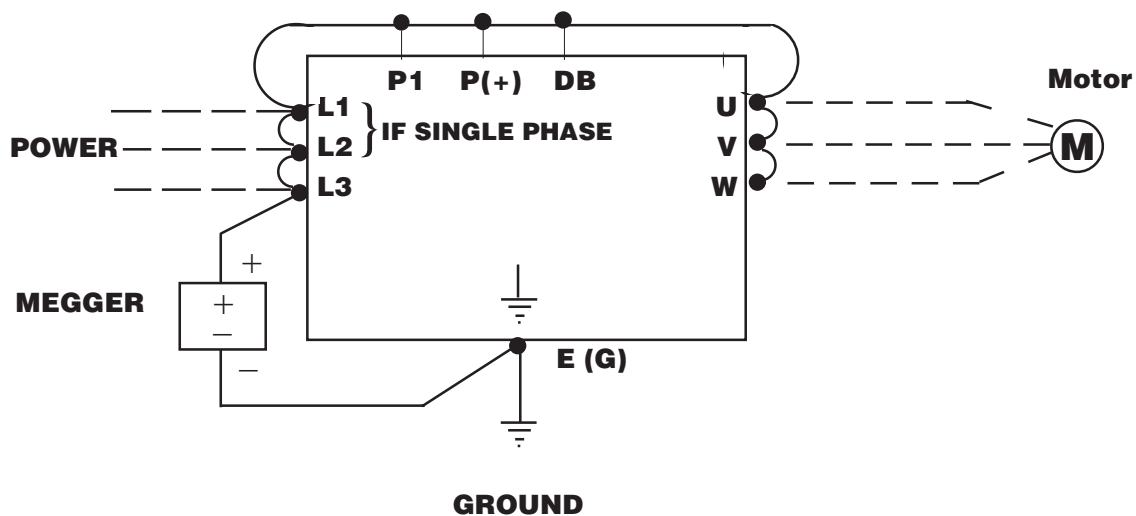 P1 P(+) DB
Motor
L1 U
} IF SINGLE PHASE
POWER L2 V M
L3 W
+
MEGGER +
−
−
E (G)
GROUND